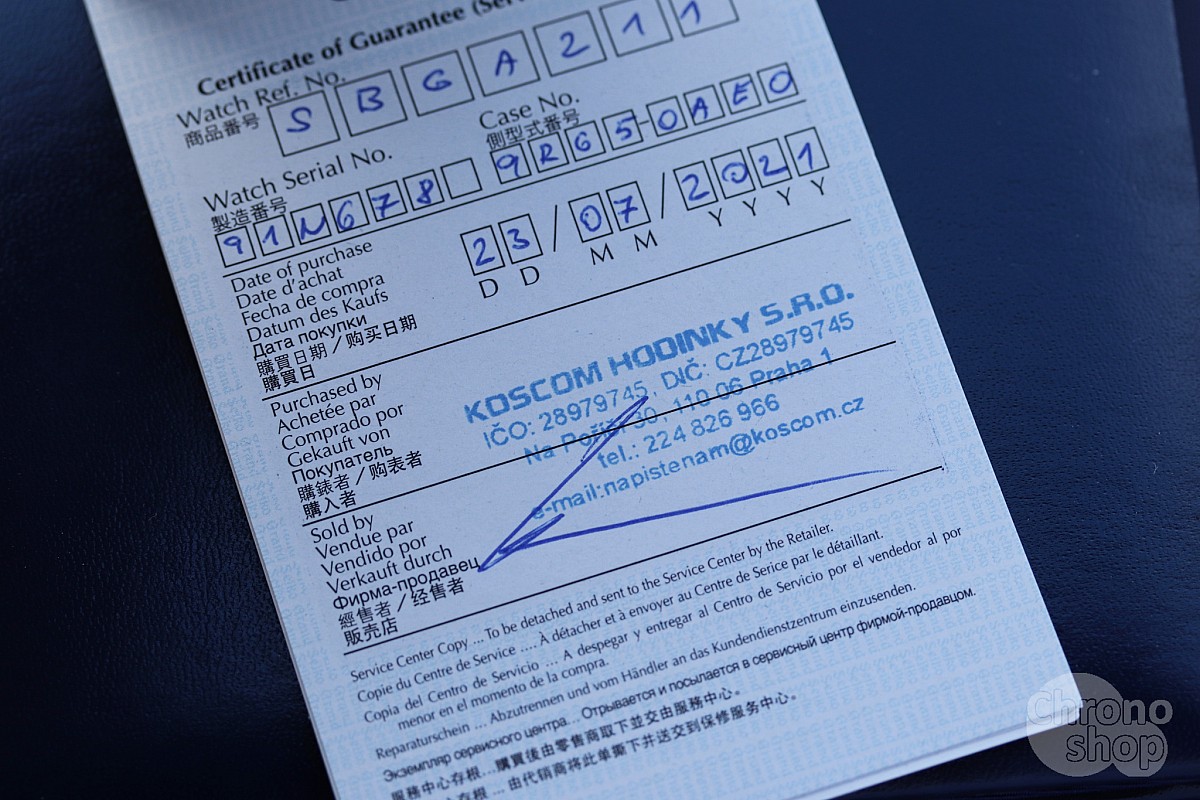 Certificate of Guarantee (Ser
Watch Ref. No.
商品番号
SBGA211
Case No.
側型式番号
9R65-0AE0
Watch Serial No.
製造番号
91N678
Date of purchase
Date d'achat
Fecha de compra
Datum des Kaufs
Дата покупки
購買日期 / 购买日期
購買日
23 / 07 / 2021
D D M M Y Y Y Y
Purchased by
Achetée par
Comprado por
Gekauft von
Покупатель
購錶者 / 购表者
購入者
KOSCOM HODINKY S.R.O.
IČO: 28979745, DIČ: CZ28979745
Na Poříčí 30, 110 06 Praha 1
tel.: 224 826 966
e-mail:napistenam@koscom.cz
Sold by
Vendue par
Vendido por
Verkauft durch
Фирма-продавец
經售者 / 经售者
販売店
Service Center Copy ... To be detached and sent to the Service Center by the Retailer.
Copie du Centre de Service .... À détacher et à envoyer au Centre de Serice par le détaillant.
Copia del Centro de Servicio ... A despegar y entregar al Centro de Servicio por el vendedor al por
menor en el momento de la compra.
Reparaturschein ... Abzutrennen und vom Händler an das Kundendienstzentrum einzusenden.
Экземпляр сервисного центра... Отрывается и посылается в сервисный центр фирмой-продавцом.
服務中心存根...購買後由零售商取下並交由服務中心。
服务中心存根 ... 由代销商将此单撕下并送交到保修服务中心。
Chrono
shop